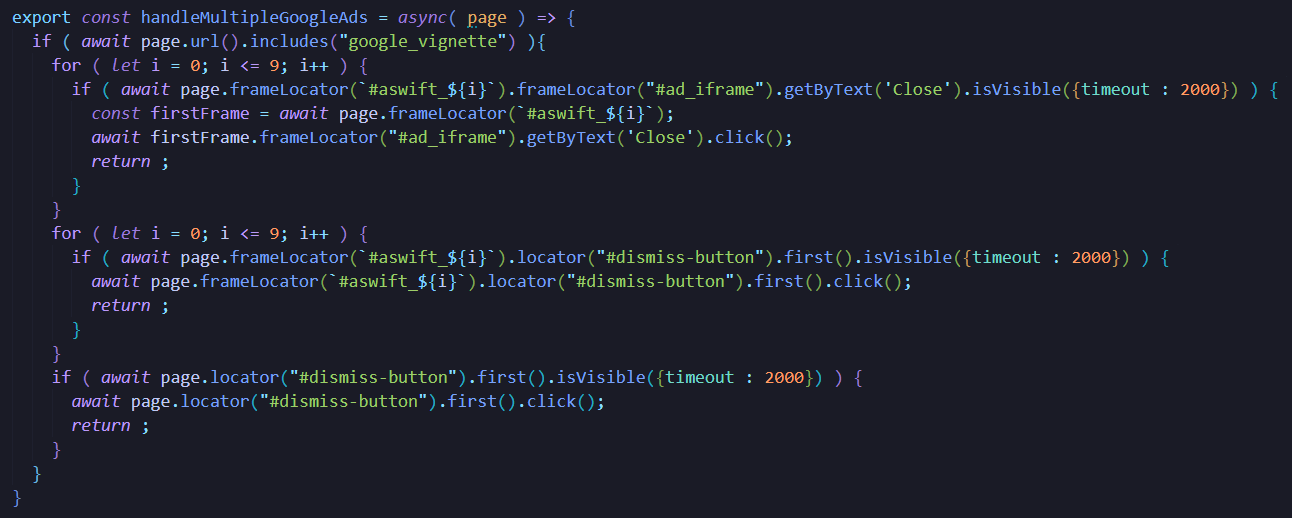 export const handleMultipleGoogleAds = async( page ) => {
if ( await page.url().includes("google_vignette") ){
for ( let i = 0; i <= 9; i++ ) {
if ( await page.frameLocator(`#aswift_${i}`).frameLocator("#ad_iframe").getByText('Close').isVisible({timeout : 2000}) ) {
const firstFrame = await page.frameLocator(`#aswift_${i}`);
await firstFrame.frameLocator("#ad_iframe").getByText('Close').click();
return ;
}
}
for ( let i = 0; i <= 9; i++ ) {
if ( await page.frameLocator(`#aswift_${i}`).locator("#dismiss-button").first().isVisible({timeout : 2000}) ) {
await page.frameLocator(`#aswift_${i}`).locator("#dismiss-button").first().click();
return ;
}
}
if ( await page.locator("#dismiss-button").first().isVisible({timeout : 2000}) ) {
await page.locator("#dismiss-button").first().click();
return ;
}
}
}